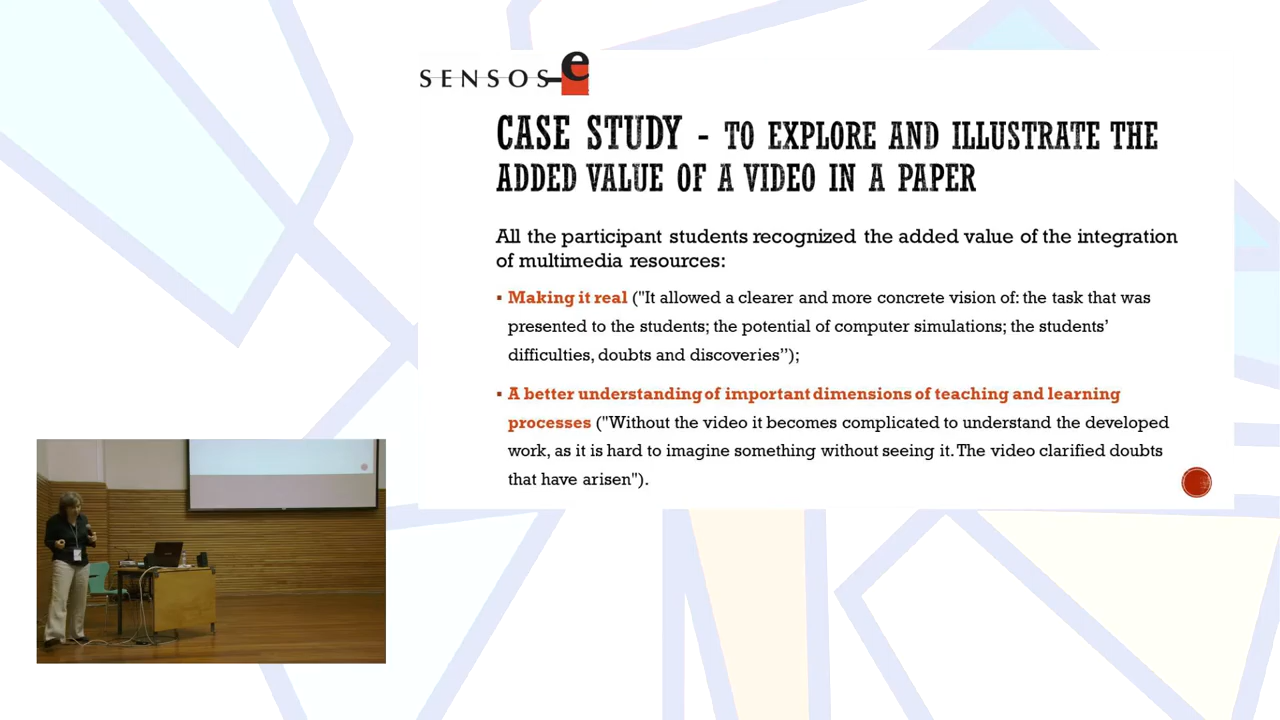 SENSOS-e
CASE STUDY - TO EXPLORE AND ILLUSTRATE THE
ADDED VALUE OF A VIDEO IN A PAPER
All the participant students recognized the added value of the integration
of multimedia resources:
▪ Making it real ("It allowed a clearer and more concrete vision of: the task that was
presented to the students; the potential of computer simulations; the students’
difficulties, doubts and discoveries”);
▪ A better understanding of important dimensions of teaching and learning
processes ("Without the video it becomes complicated to understand the developed
work, as it is hard to imagine something without seeing it. The video clarified doubts
that have arisen").